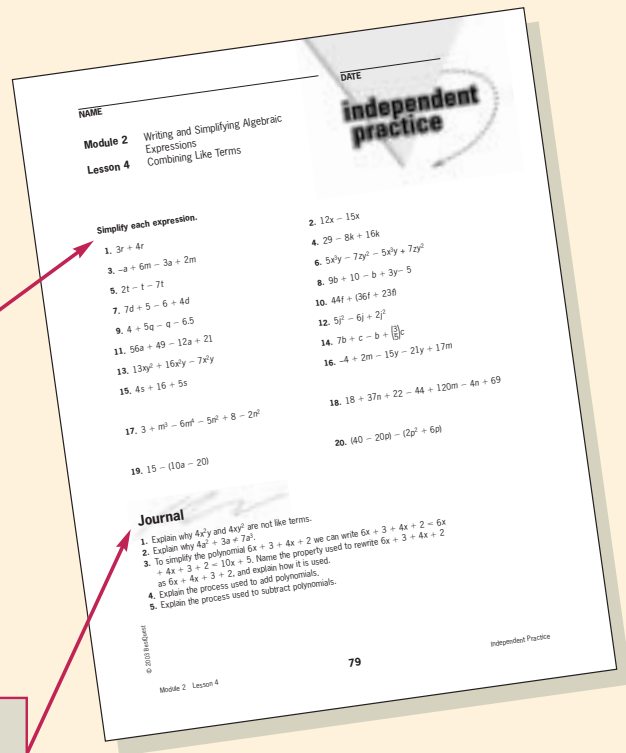 NAME
DATE
independent
practice
Module 2 Writing and Simplifying Algebraic
Expressions
Lesson 4 Combining Like Terms
Simplify each expression.
1. 3r + 4r
2. 12x − 15x
3. −a + 6m − 3a + 2m
4. 29 − 8k + 16k
5. 2t − t − 7t
6. 5x³y − 7zy² − 5x³y + 7zy²
7. 7d + 5 − 6 + 4d
8. 9b + 10 − b + 3y − 5
9. 4 + 5q − q − 6.5
10. 44f + (36f + 23f)
11. 56a + 49 − 12a + 21
12. 5j² − 6j + 2j²
13. 13xy² + 16x²y − 7x²y
14. 7b + c − b + (3/5)c
15. 4s + 16 + 5s
16. −4 + 2m − 15y − 21y + 17m
17. 3 + m³ − 6m⁴ − 5n² + 8 − 2n²
18. 18 + 37n + 22 − 44 + 120m − 4n + 69
19. 15 − (10a − 20)
20. (40 − 20p) − (2p² + 6p)
Journal
1. Explain why 4x²y and 4xy² are not like terms.
2. Explain why 4a² + 3a ≠ 7a³.
3. To simplify the polynomial 6x + 3 + 4x + 2 we can write 6x + 3 + 4x + 2 = 6x
+ 4x + 3 + 2 = 10x + 5. Name the property used to rewrite 6x + 3 + 4x + 2
as 6x + 4x + 3 + 2, and explain how it is used.
4. Explain the process used to add polynomials.
5. Explain the process used to subtract polynomials.
© 2003 BestQuest
Module 2 Lesson 4
79
Independent Practice